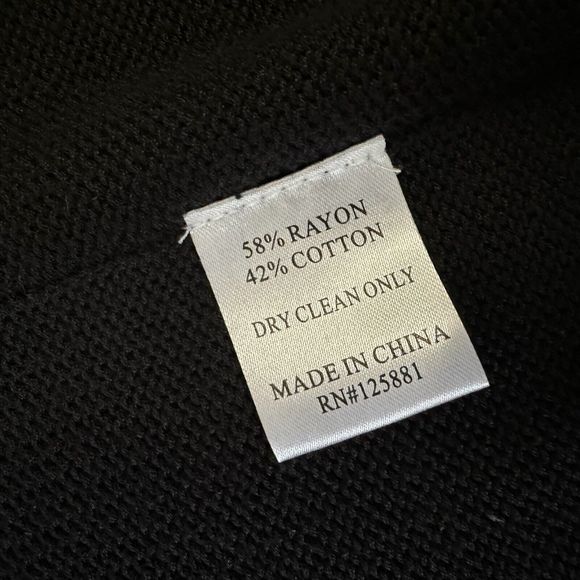 58% RAYON
42% COTTON
DRY CLEAN ONLY
MADE IN CHINA
RN#125881